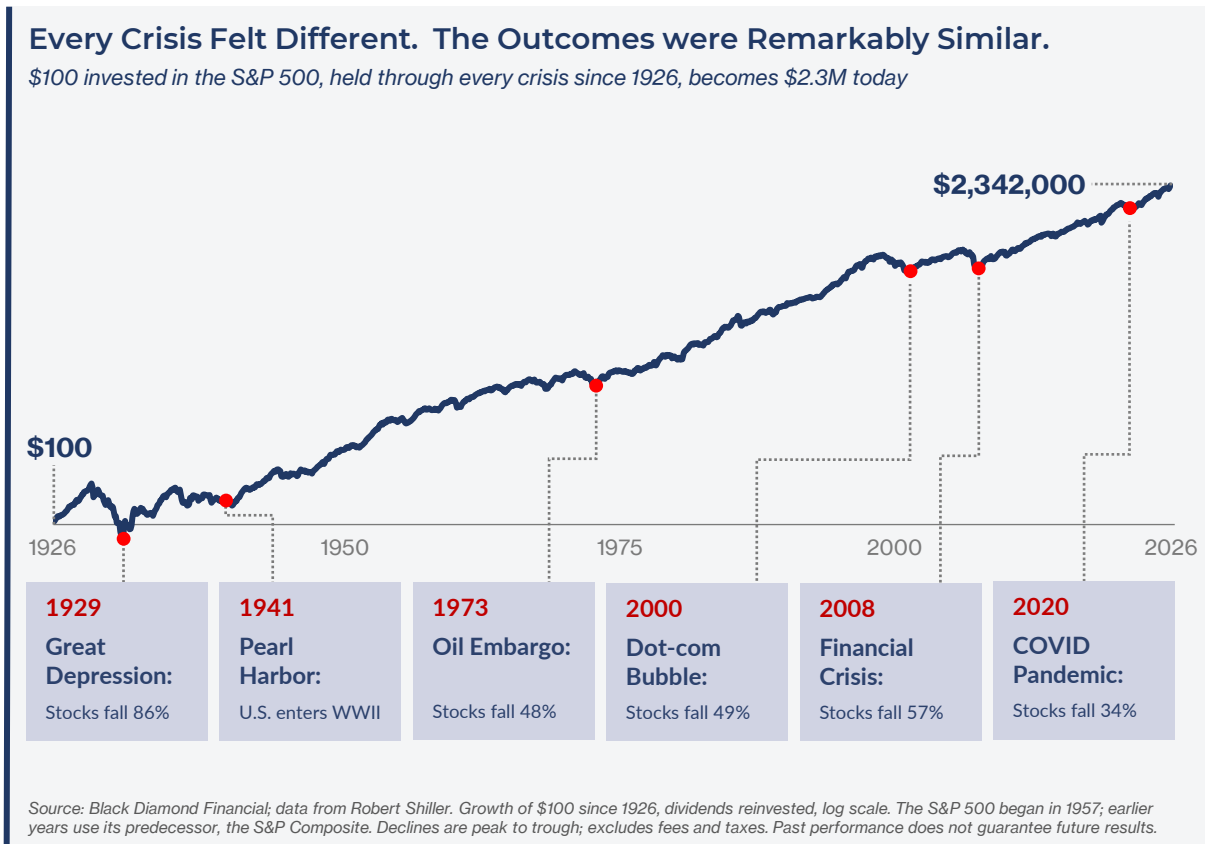 Every Crisis Felt Different.  The Outcomes were Remarkably Similar.
$100 invested in the S&P 500, held through every crisis since 1926, becomes $2.3M today
$2,342,000
$100
1926 1950 1975 2000 2026
1929
Great
Depression:
Stocks fall 86%
1941
Pearl
Harbor:
U.S. enters WWII
1973
Oil Embargo:
Stocks fall 48%
2000
Dot-com
Bubble:
Stocks fall 49%
2008
Financial
Crisis:
Stocks fall 57%
2020
COVID
Pandemic:
Stocks fall 34%
Source: Black Diamond Financial; data from Robert Shiller. Growth of $100 since 1926, dividends reinvested, log scale. The S&P 500 began in 1957; earlier
years use its predecessor, the S&P Composite. Declines are peak to trough; excludes fees and taxes. Past performance does not guarantee future results.